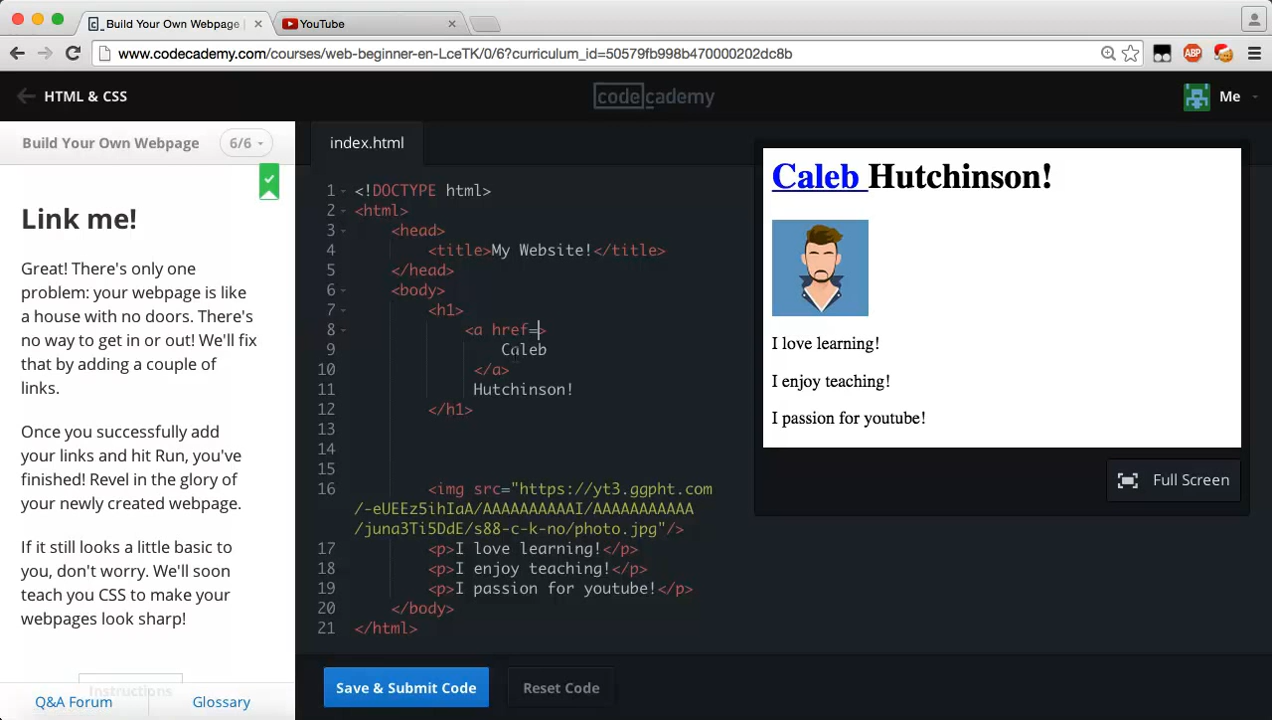 Build Your Own Webpage
YouTube
www.codecademy.com/courses/web-beginner-en-LceTK/0/6?curriculum_id=50579fb998b470000202dc8b
ABP
HTML & CSS
codecademy
Me
Build Your Own Webpage
6/6
index.html
Link me!
Great! There's only one
problem: your webpage is like
a house with no doors. There's
no way to get in or out! We'll fix
that by adding a couple of
links.
Once you successfully add
your links and hit Run, you've
finished! Revel in the glory of
your newly created webpage.
If it still looks a little basic to
you, don't worry. We'll soon
teach you CSS to make your
webpages look sharp!
Instructions
Q&A Forum
Glossary
1 <!DOCTYPE html>
2 <html>
3 <head>
4 <title>My Website!</title>
5 </head>
6 <body>
7 <h1>
8 <a href=>
9 Caleb
10 </a>
11 Hutchinson!
12 </h1>
13
14
15
16 <img src="https://yt3.ggpht.com
/-eUEEz5ihIaA/AAAAAAAAAAI/AAAAAAAAAAA
/juna3Ti5DdE/s88-c-k-no/photo.jpg"/>
17 <p>I love learning!</p>
18 <p>I enjoy teaching!</p>
19 <p>I passion for youtube!</p>
20 </body>
21 </html>
Save & Submit Code
Reset Code
Caleb Hutchinson!
I love learning!
I enjoy teaching!
I passion for youtube!
Full Screen